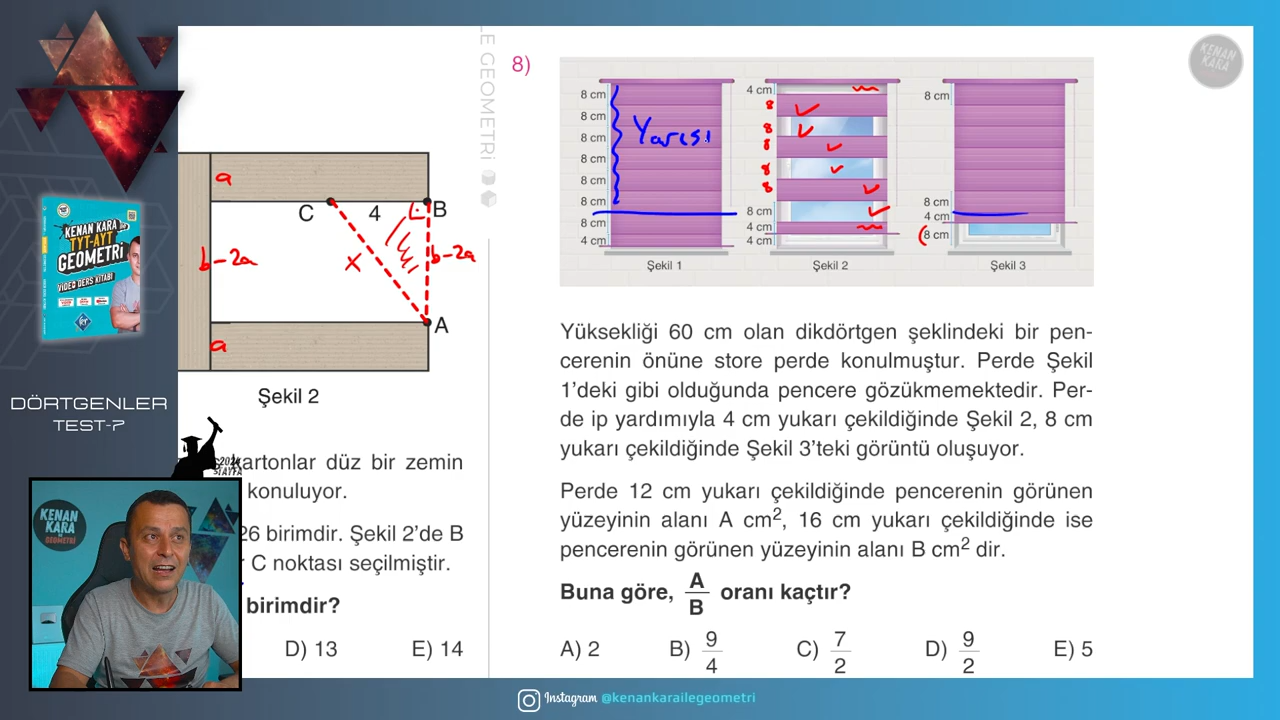 KENAN KARA
TYT-AYT
GEOMETRİ
VİDEO DERS KİTABI
DÖRTGENLER
TEST-7
KENAN
KARA
GEOMETRİ
a
b-2a
a
x
C
4
B
b-2a
A
Şekil 2
kartonlar düz bir zemin
konuluyor.
26 birimdir. Şekil 2'de B
C noktası seçilmiştir.
birimdir?
D) 13 E) 14
LE GEOMETRİ
8)
8 cm
8 cm
8 cm
8 cm
8 cm
8 cm
8 cm
4 cm
Yarısı
Şekil 1
4 cm
8
8
8
8
8
8 cm
4 cm
4 cm
Şekil 2
8 cm
8 cm
4 cm
8 cm
Şekil 3
Yüksekliği 60 cm olan dikdörtgen şeklindeki bir pen-
cerenin önüne store perde konulmuştur. Perde Şekil
1'deki gibi olduğunda pencere gözükmemektedir. Per-
de ip yardımıyla 4 cm yukarı çekildiğinde Şekil 2, 8 cm
yukarı çekildiğinde Şekil 3'teki görüntü oluşuyor.
Perde 12 cm yukarı çekildiğinde pencerenin görünen
yüzeyinin alanı A cm², 16 cm yukarı çekildiğinde ise
pencerenin görünen yüzeyinin alanı B cm² dir.
Buna göre, A/B oranı kaçtır?
A) 2 B) 9/4 C) 7/2 D) 9/2 E) 5
KENAN
KARA
Instagram @kenankarailegeometri